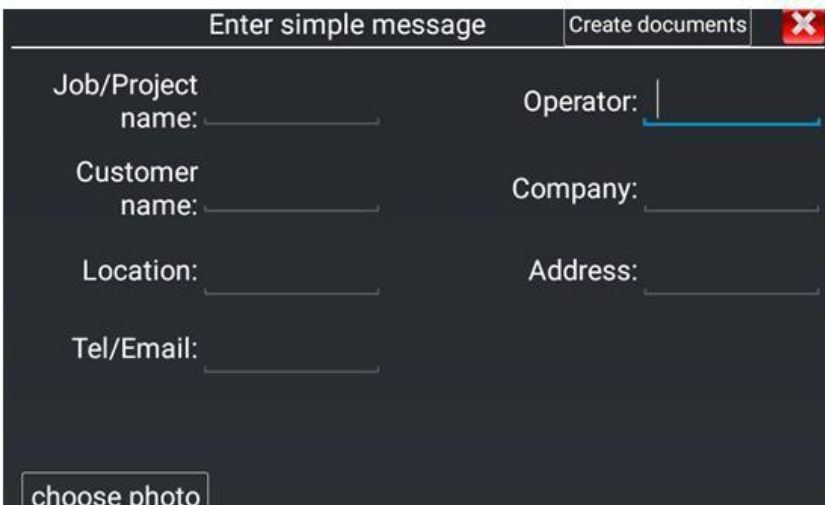 Enter simple message
Create documents
Job/Project
name:
Operator:
Customer
name:
Company:
Location:
Address:
Tel/Email:
choose photo